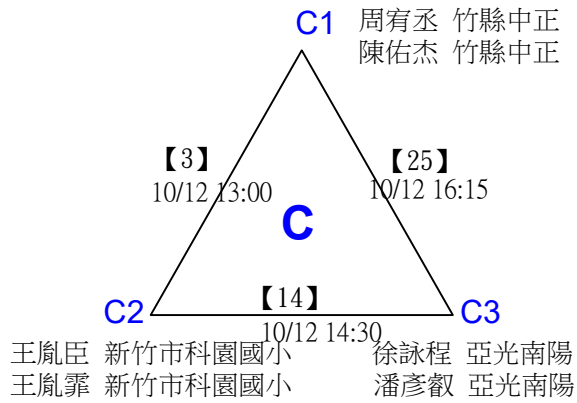 C1
周宥丞 竹縣中正
陳佑杰 竹縣中正
【3】
10/12 13:00
【25】
10/12 16:15
C
C2
【14】
10/12 14:30
C3
王胤臣 新竹市科園國小
王胤霏 新竹市科園國小
徐詠程 亞光南陽
潘彥叡 亞光南陽